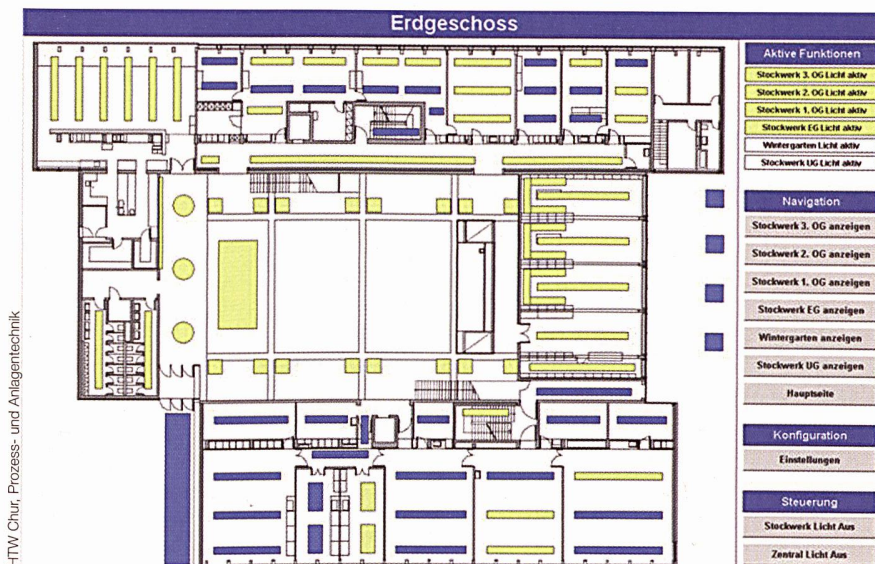 Erdgeschoss
Aktive Funktionen
Stockwerk 3. OG Licht aktiv
Stockwerk 2. OG Licht aktiv
Stockwerk 1. OG Licht aktiv
Stockwerk EG Licht aktiv
Wintergarten Licht aktiv
Stockwerk UG Licht aktiv
Navigation
Stockwerk 3. OG anzeigen
Stockwerk 2. OG anzeigen
Stockwerk 1. OG anzeigen
Stockwerk EG anzeigen
Wintergarten anzeigen
Stockwerk UG anzeigen
Hauptseite
Konfiguration
Einstellungen
Steuerung
Stockwerk Licht Aus
Zentral Licht Aus
HTW Chur, Prozess- und Anlagentechnik